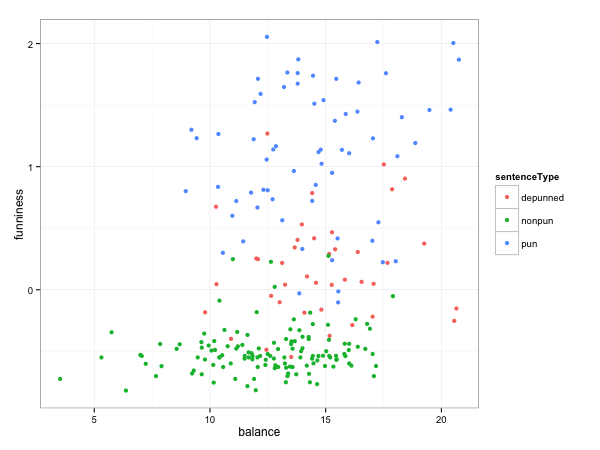 2
1
0
funniness
5
10
15
20
balance
sentenceType
depunned
nonpun
pun